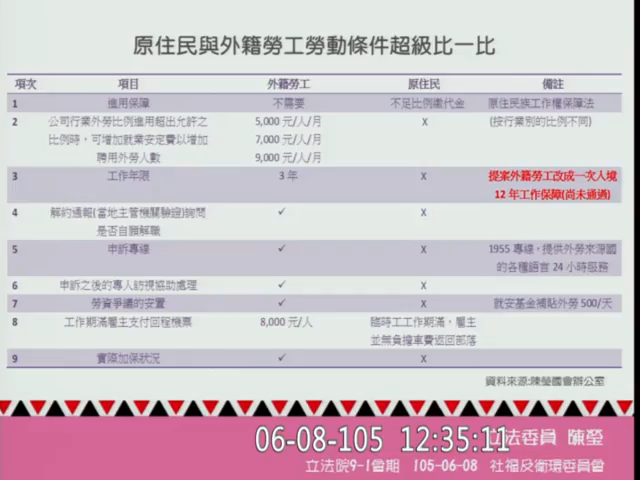 原住民與外籍勞工勞動條件超級比一比
項次 項目 外籍勞工 原住民 備註
1 進用保障 不需要 不足比例繳代金 原住民族工作權保障法
2 公司行業外勞比例進用超出允許之 5,000 元/人/月 X (按行業別的比例不同)
比例時，可增加就業安定費以增加 7,000 元/人/月
聘用外勞人數 9,000 元/人/月
3 工作年限 3 年 X 提案外籍勞工改成一次入境
12 年工作保障(尚未通過)
4 解約通報(當地主管機關驗證)詢問 ✓ X
是否自願解職
5 申訴專線 ✓ X 1955 專線，提供外勞來源國
的各種語言 24 小時服務
6 申訴之後的專人訪視協助處理 ✓ X
7 勞資爭議的安置 ✓ X 就安基金補貼外勞 500/天
8 工作期滿雇主支付回程機票 8,000 元/人 臨時工工作期滿，雇主
並無負擔車費返回部落
9 實際加保狀況 ✓ X
資料來源:陳瑩國會辦公室
06-08-105 12:35:11
立法委員 陳瑩
立法院9-1會期 105-06-08 社福及衛環委員會